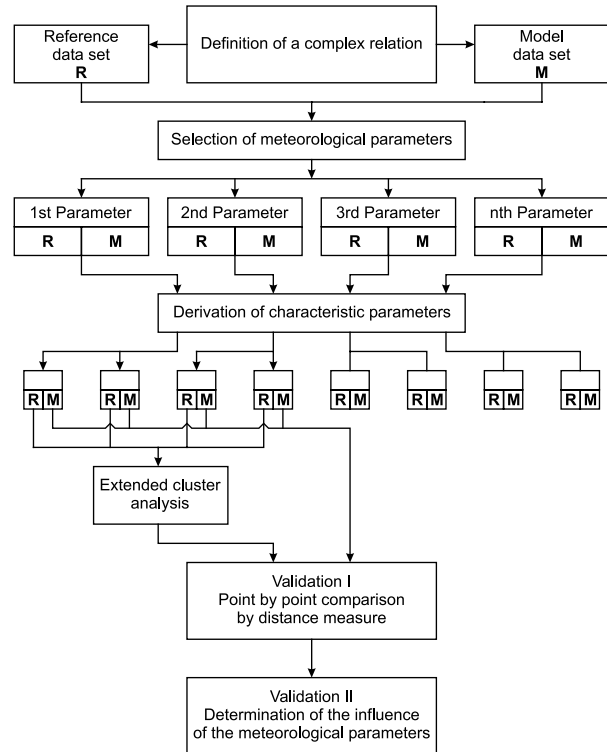 Reference
data set
R
Definition of a complex relation
Model
data set
M
Selection of meteorological parameters
1st Parameter
R M
2nd Parameter
R M
3rd Parameter
R M
nth Parameter
R M
Derivation of characteristic parameters
R M
R M
R M
R M
R M
R M
R M
R M
Extended cluster
analysis
Validation I
Point by point comparison
by distance measure
Validation II
Determination of the influence
of the meteorological parameters